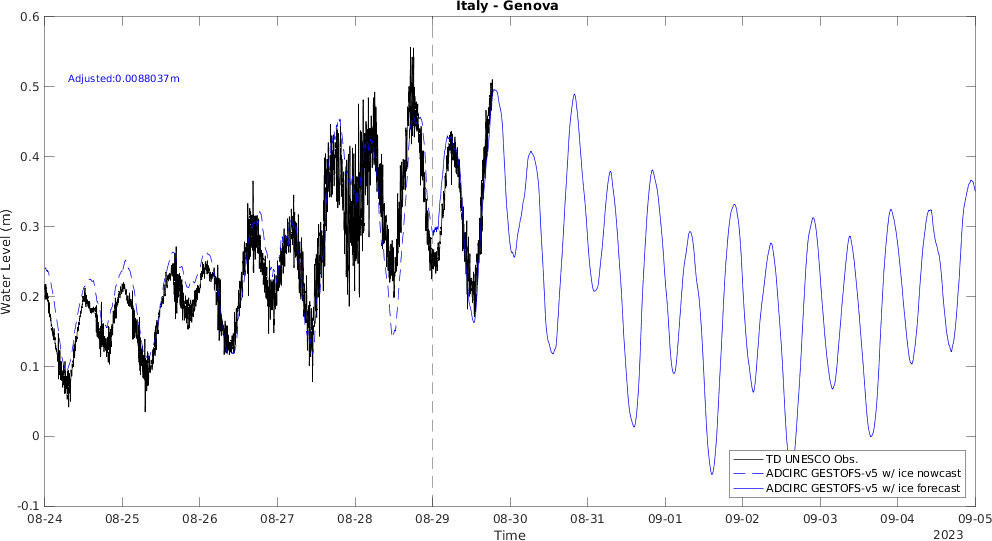 Italy - Genova
0.6
0.5
0.4
0.3
0.2
0.1
0
-0.1
Water Level (m)
Adjusted:0.0088037m
TD UNESCO Obs.
ADCIRC GESTOFS-v5 w/ ice nowcast
ADCIRC GESTOFS-v5 w/ ice forecast
08-24 08-25 08-26 08-27 08-28 08-29 08-30 08-31 09-01 09-02 09-03 09-04 09-05
Time
2023